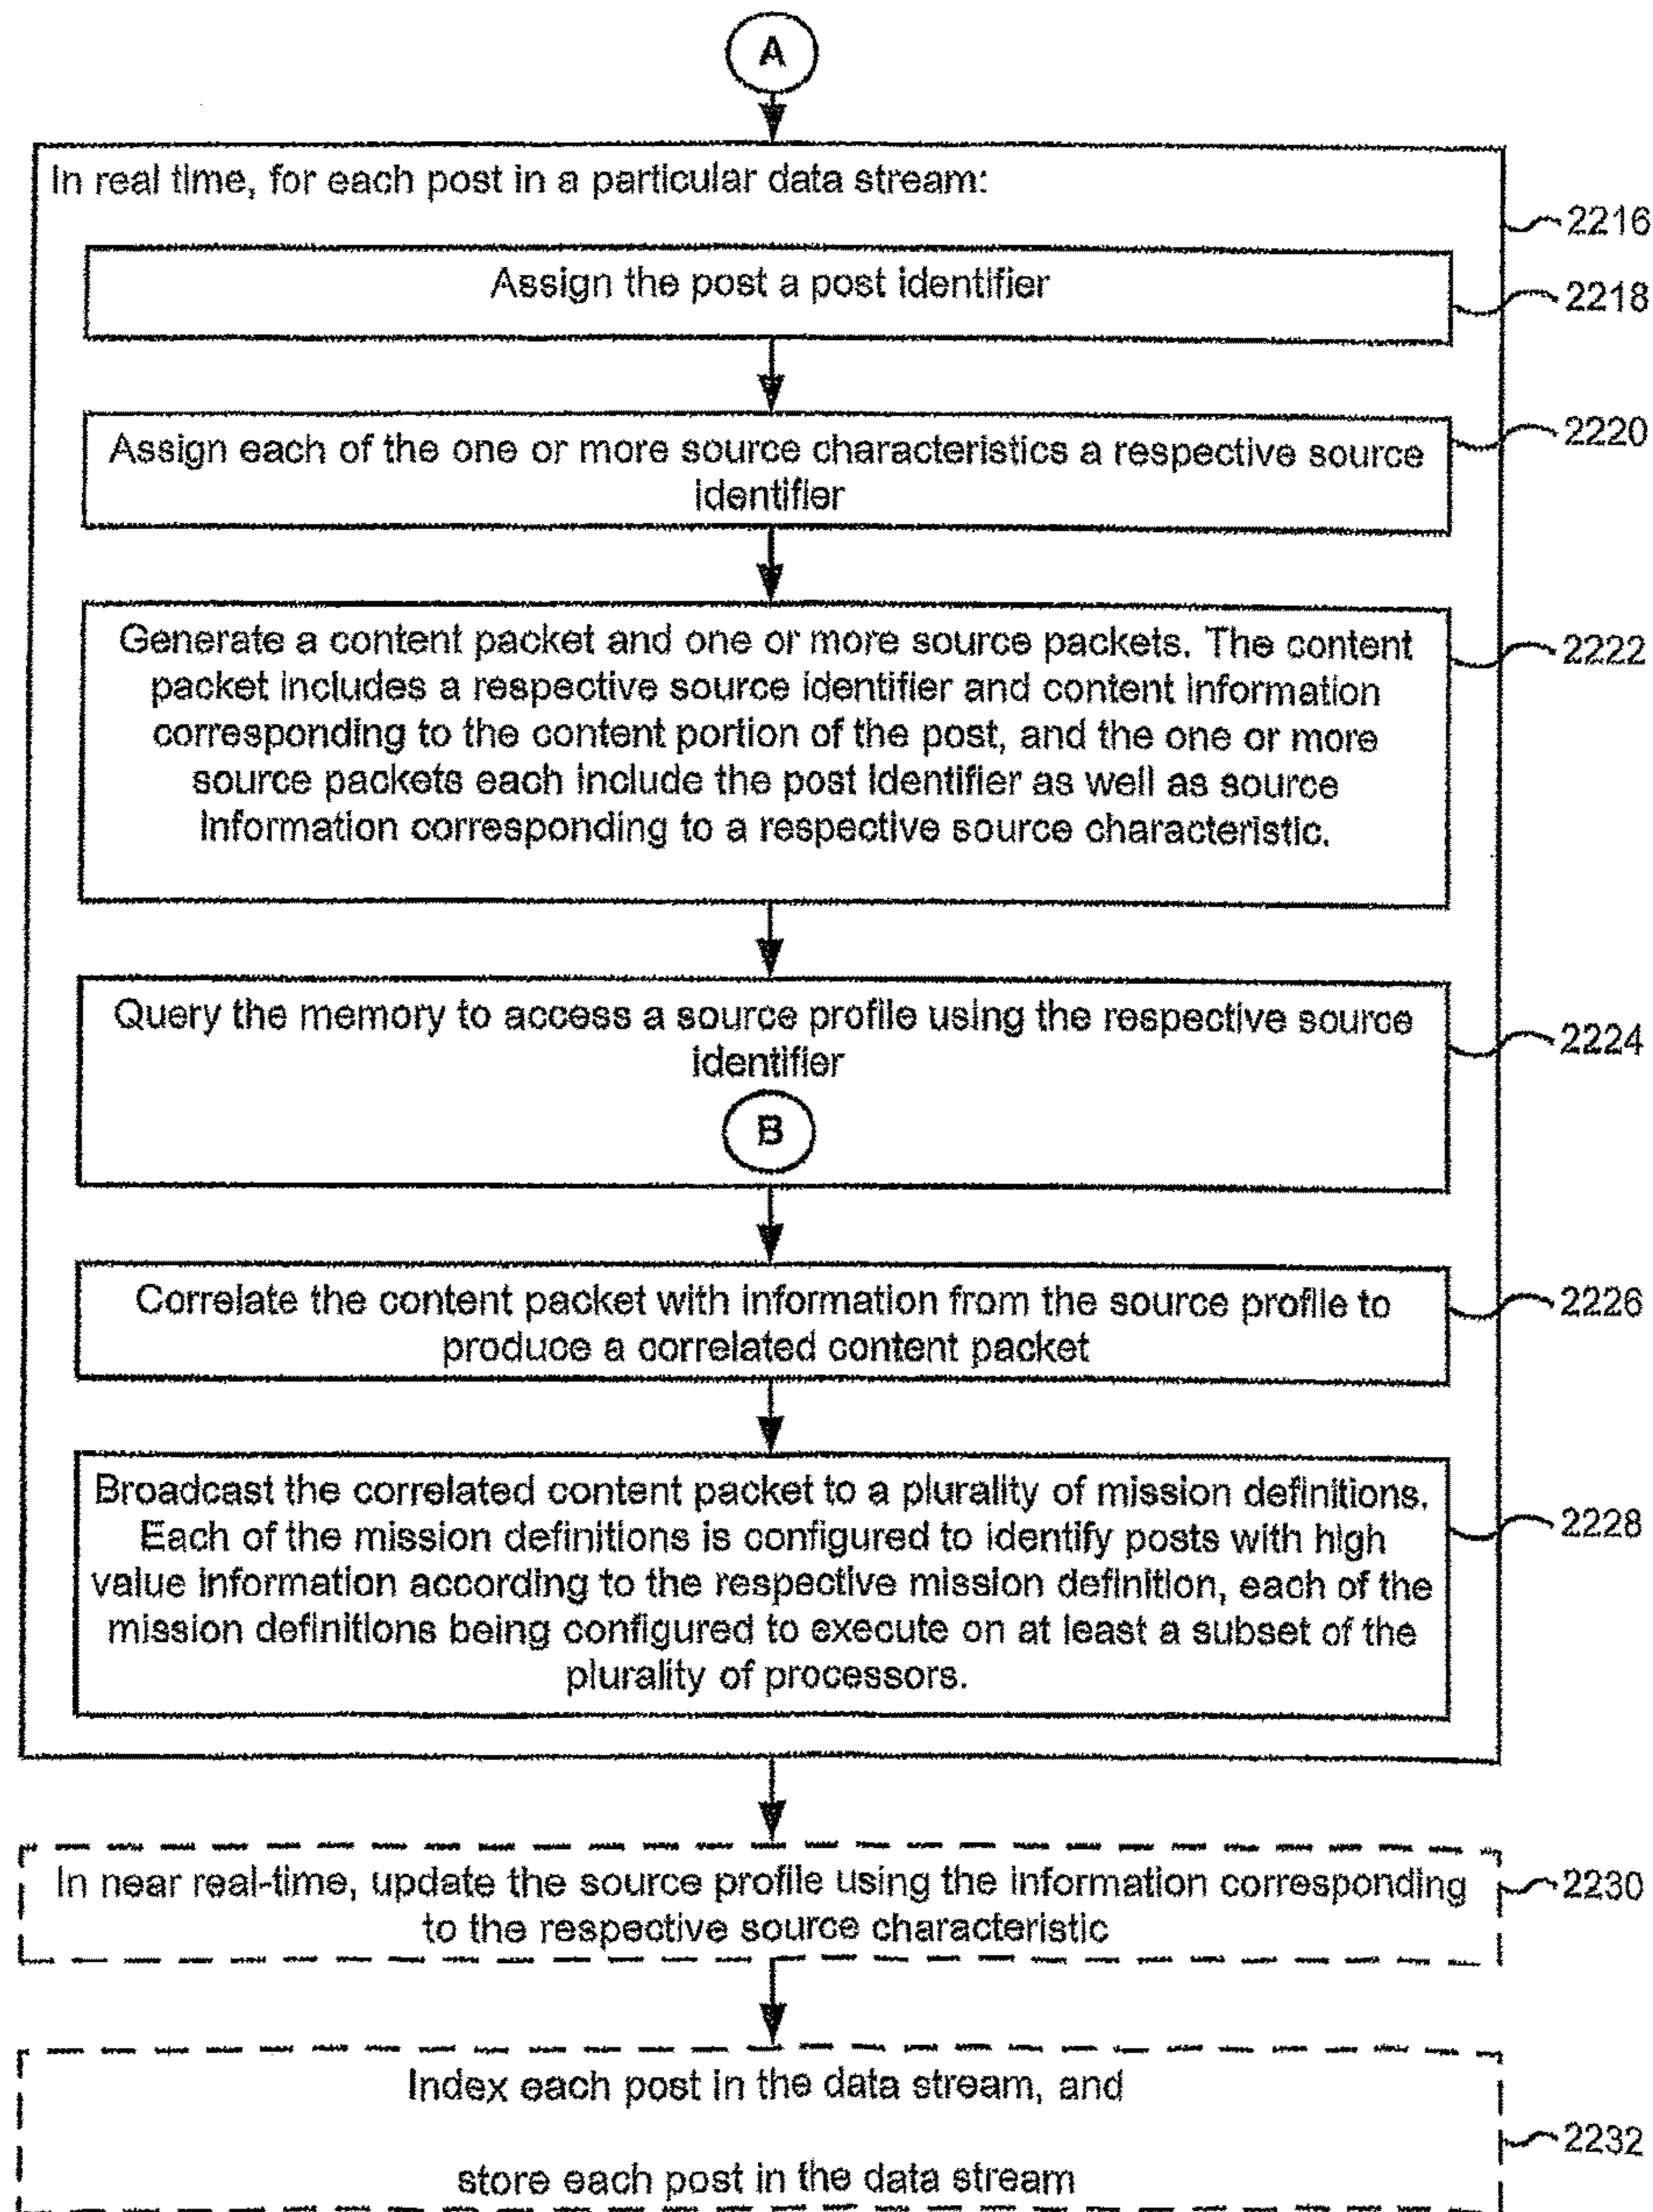 A
In real time, for each post in a particular data stream:
2216
Assign the post a post identifier
2218
Assign each of the one or more source characteristics a respective source
identifier
2220
Generate a content packet and one or more source packets. The content
packet includes a respective source identifier and content information
corresponding to the content portion of the post, and the one or more
source packets each include the post identifier as well as source
information corresponding to a respective source characteristic.
2222
Query the memory to access a source profile using the respective source
identifier
2224
B
Correlate the content packet with information from the source profile to
produce a correlated content packet
2226
Broadcast the correlated content packet to a plurality of mission definitions.
Each of the mission definitions is configured to identify posts with high
value information according to the respective mission definition, each of the
mission definitions being configured to execute on at least a subset of the
plurality of processors.
2228
In near real-time, update the source profile using the information corresponding
to the respective source characteristic
2230
Index each post in the data stream, and
2232
store each post in the data stream